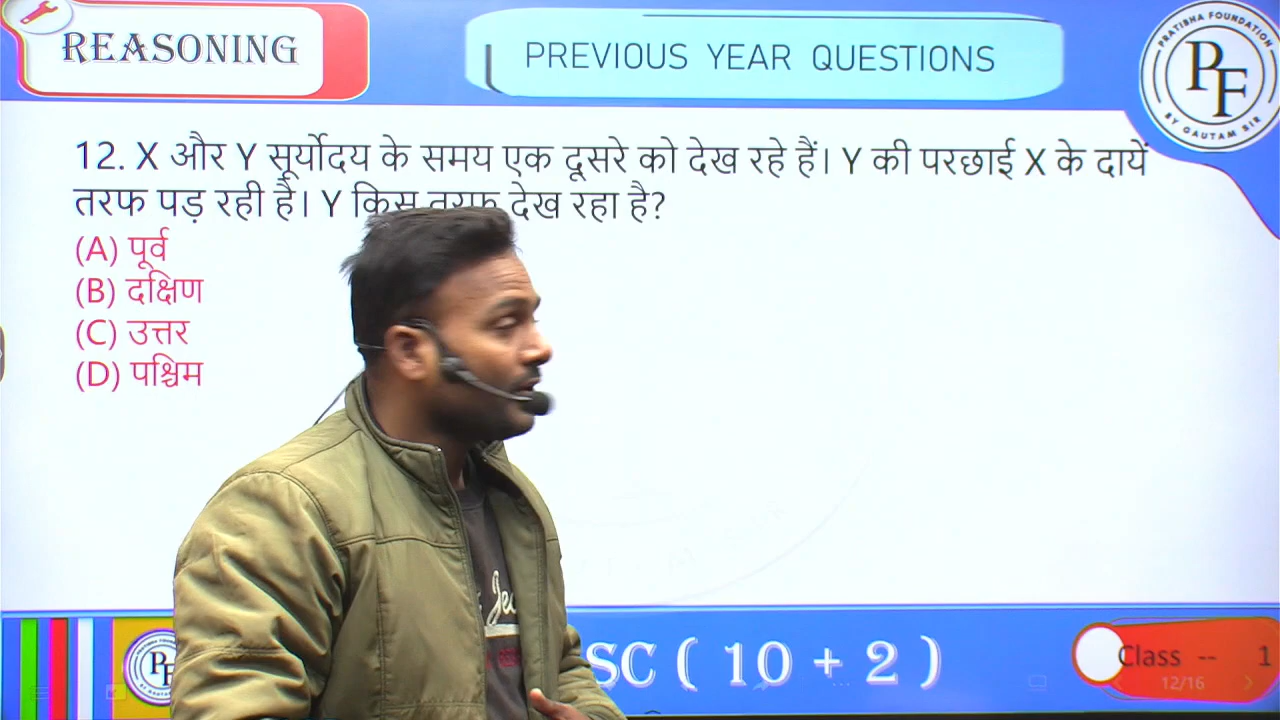 REASONING
PREVIOUS YEAR QUESTIONS
PRATIBHA FOUNDATION
PF
BY GAUTAM SIR
12. X और Y सूर्योदय के समय एक दूसरे को देख रहे हैं। Y की परछाई X के दायें
तरफ पड़ रही है। Y किस तरफ देख रहा है?
(A) पूर्व
(B) दक्षिण
(C) उत्तर
(D) पश्चिम
PF
SC ( 10 + 2 )
Class -- 1
12/16